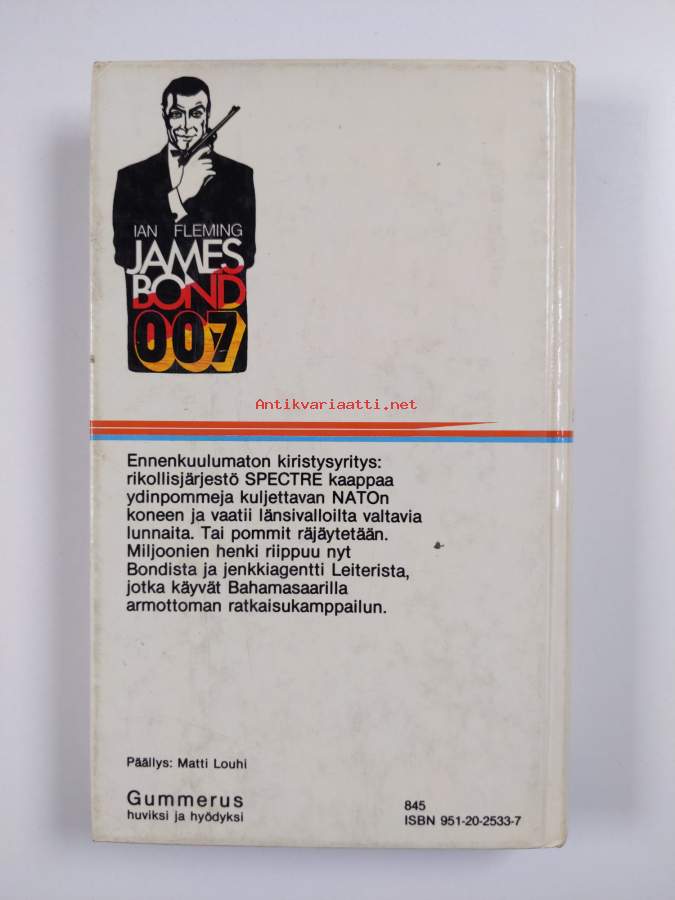 IAN FLEMING
JAMES
BOND
007
Antikvariaatti.net
Ennenkuulumaton kiristysyritys:
rikollisjärjestö SPECTRE kaappaa
ydinpommeja kuljettavan NATOn
koneen ja vaatii länsivalloilta valtavia
lunnaita. Tai pommit räjäytetään.
Miljoonien henki riippuu nyt
Bondista ja jenkkiagentti Leiterista,
jotka käyvät Bahamasaarilla
armottoman ratkaisukamppailun.
Päällys: Matti Louhi
Gummerus
huviksi ja hyödyksi
845
ISBN 951-20-2533-7